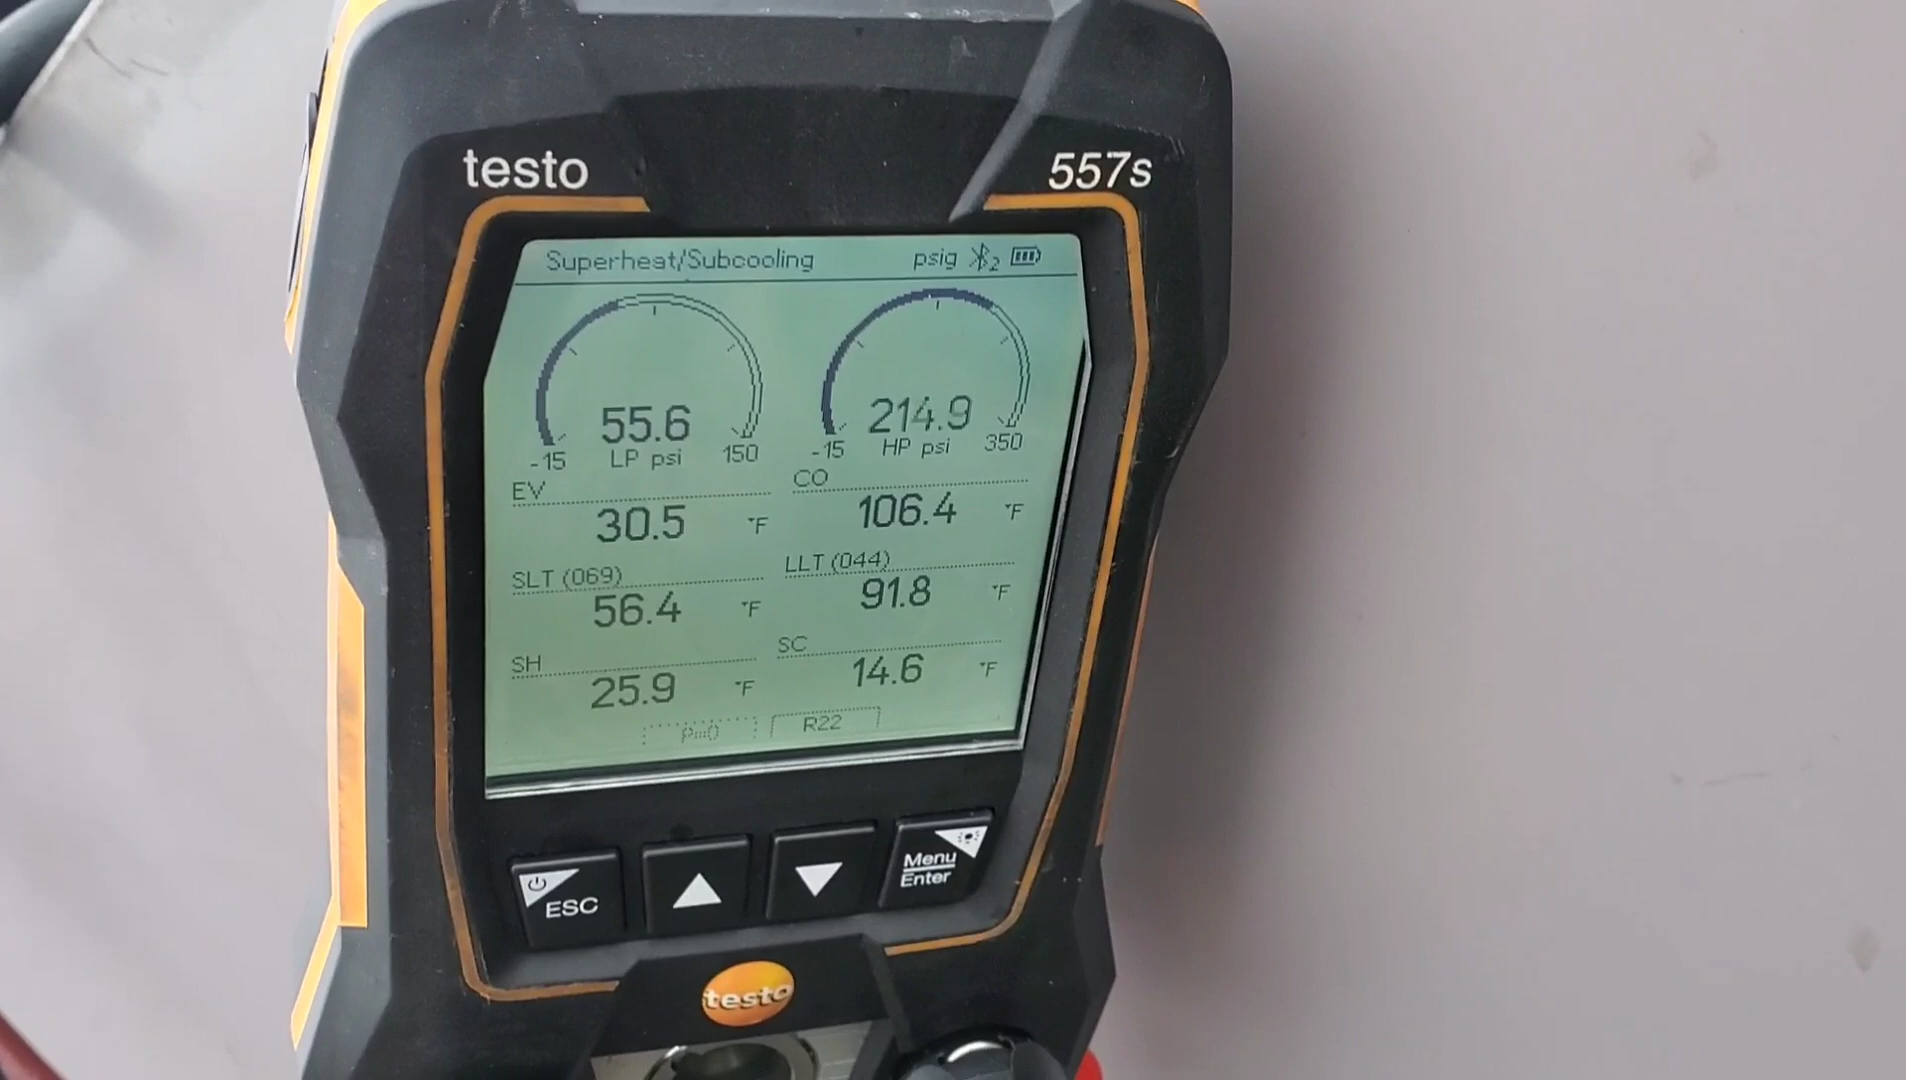 testo 557s
Superheat/Subcooling psig 2
55.6 214.9
-15 LP psi 150 -15 HP psi 350
EV CO
30.5 °F 106.4 °F
SLT (069) LLT (044)
56.4 °F 91.8 °F
SH SC
25.9 °F 14.6 °F
P=0 R22
ESC Menu
Enter
testo